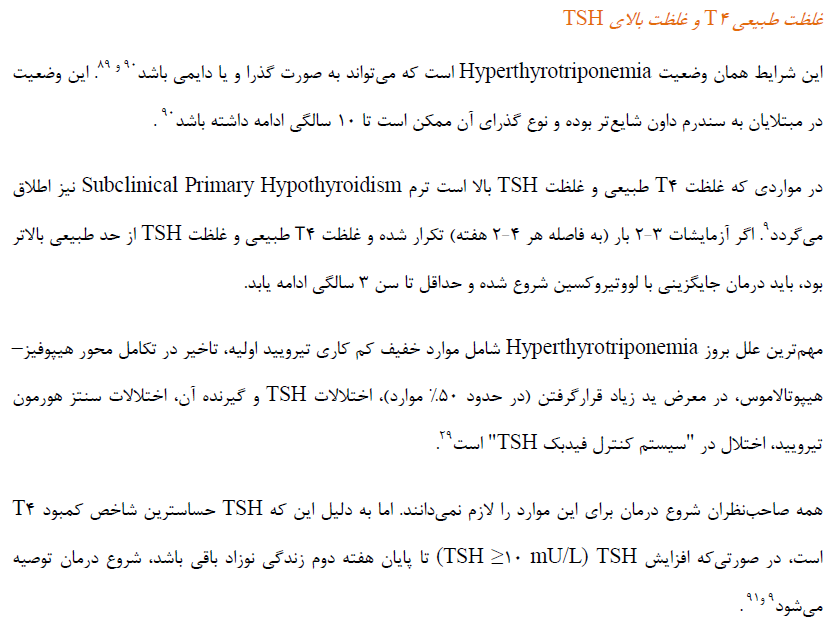 غلظت طبیعی T۴ و غلظت بالای TSH
این شرایط همان وضعیت Hyperthyrotriponemia است که می‌تواند به صورت گذرا و یا دایمی باشد۹۰ و ۸۹. این وضعیت
در مبتلایان به سندرم داون شایع‌تر بوده و نوع گذرای آن ممکن است تا ۱۰ سالگی ادامه داشته باشد۹۰.
در مواردی که غلظت T۴ طبیعی و غلظت TSH بالا است ترم Subclinical Primary Hypothyroidism نیز اطلاق
می‌گردد۹. اگر آزمایشات ۳-۲ بار (به فاصله هر ۴-۲ هفته) تکرار شده و غلظت T۴ طبیعی و غلظت TSH از حد طبیعی بالاتر
بود، باید درمان جایگزینی با لووتیروکسین شروع شده و حداقل تا سن ۳ سالگی ادامه یابد.
مهم‌ترین علل بروز Hyperthyrotriponemia شامل موارد خفیف کم کاری تیرویید اولیه، تاخیر در تکامل محور هیپوفیز–
هیپوتالاموس، در معرض ید زیاد قرارگرفتن (در حدود ۵۰٪ موارد)، اختلالات TSH و گیرنده آن، اختلالات سنتز هورمون
تیرویید، اختلال در "سیستم کنترل فیدبک TSH" است۲۹.
همه صاحب‌نظران شروع درمان برای این موارد را لازم نمی‌دانند. اما به دلیل این که TSH حساسترین شاخص کمبود T۴
است، در صورتی‌که افزایش TSH (TSH ≥۱۰ mU/L) تا پایان هفته دوم زندگی نوزاد باقی باشد، شروع درمان توصیه
می‌شود۹ و۹۱.